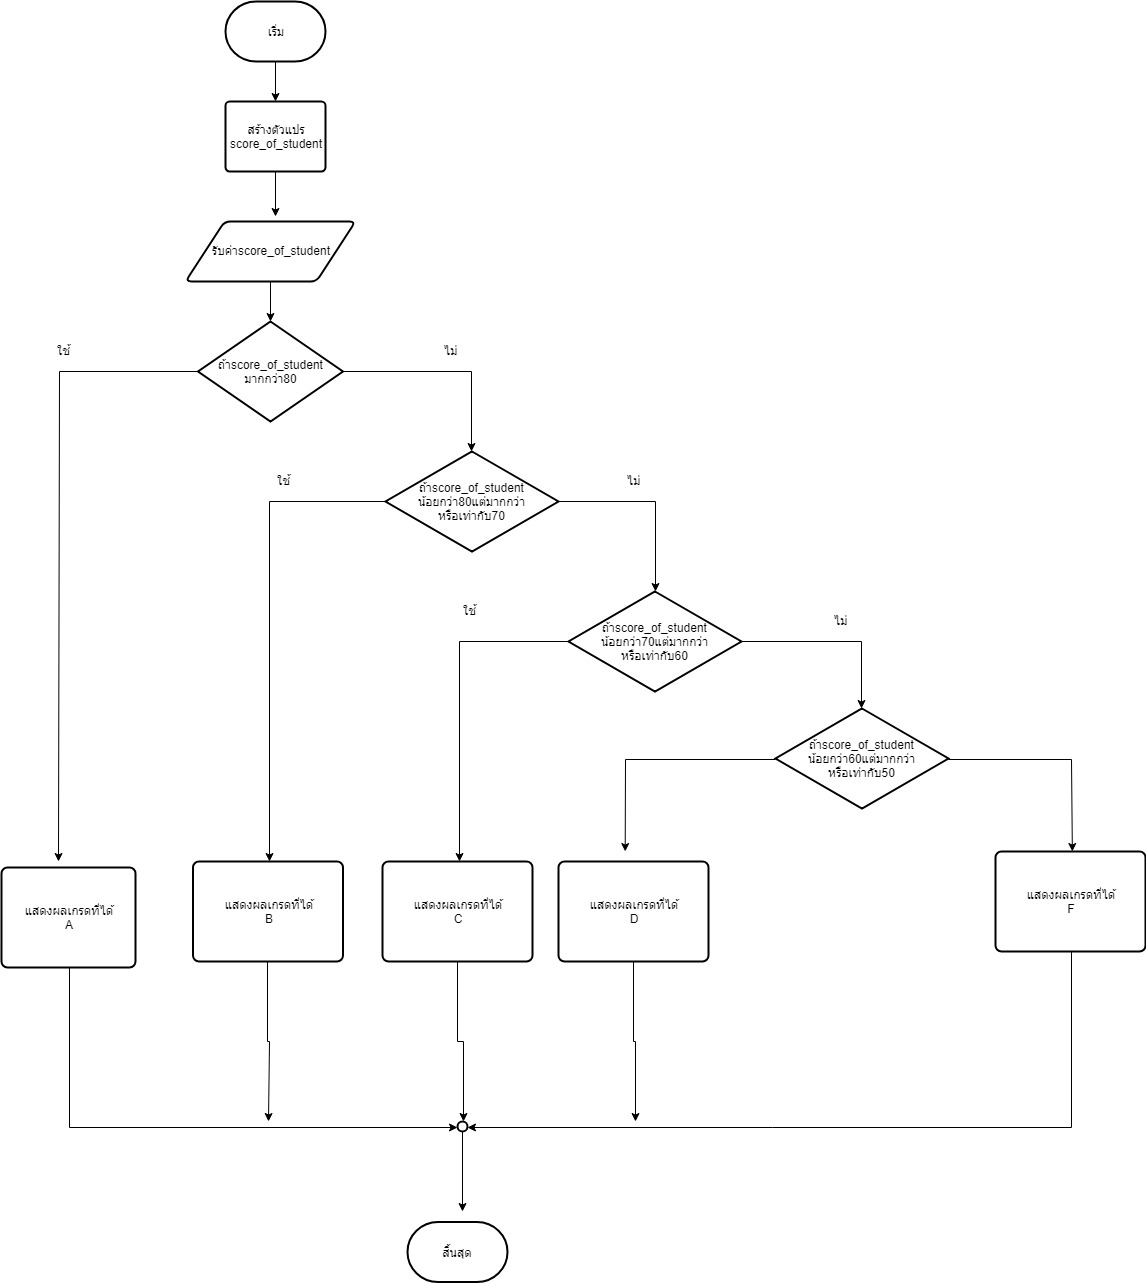 เริ่ม
สร้างตัวแปร
score_of_student
รับค่าscore_of_student
ใช้
ไม่
ถ้าscore_of_student
มากกว่า80
ใช้
ไม่
ถ้าscore_of_student
น้อยกว่า80แต่มากกว่า
หรือเท่ากับ70
ใช้
ไม่
ถ้าscore_of_student
น้อยกว่า70แต่มากกว่า
หรือเท่ากับ60
ถ้าscore_of_student
น้อยกว่า60แต่มากกว่า
หรือเท่ากับ50
แสดงผลเกรดที่ได้
A
แสดงผลเกรดที่ได้
B
แสดงผลเกรดที่ได้
C
แสดงผลเกรดที่ได้
D
แสดงผลเกรดที่ได้
F
สิ้นสุด